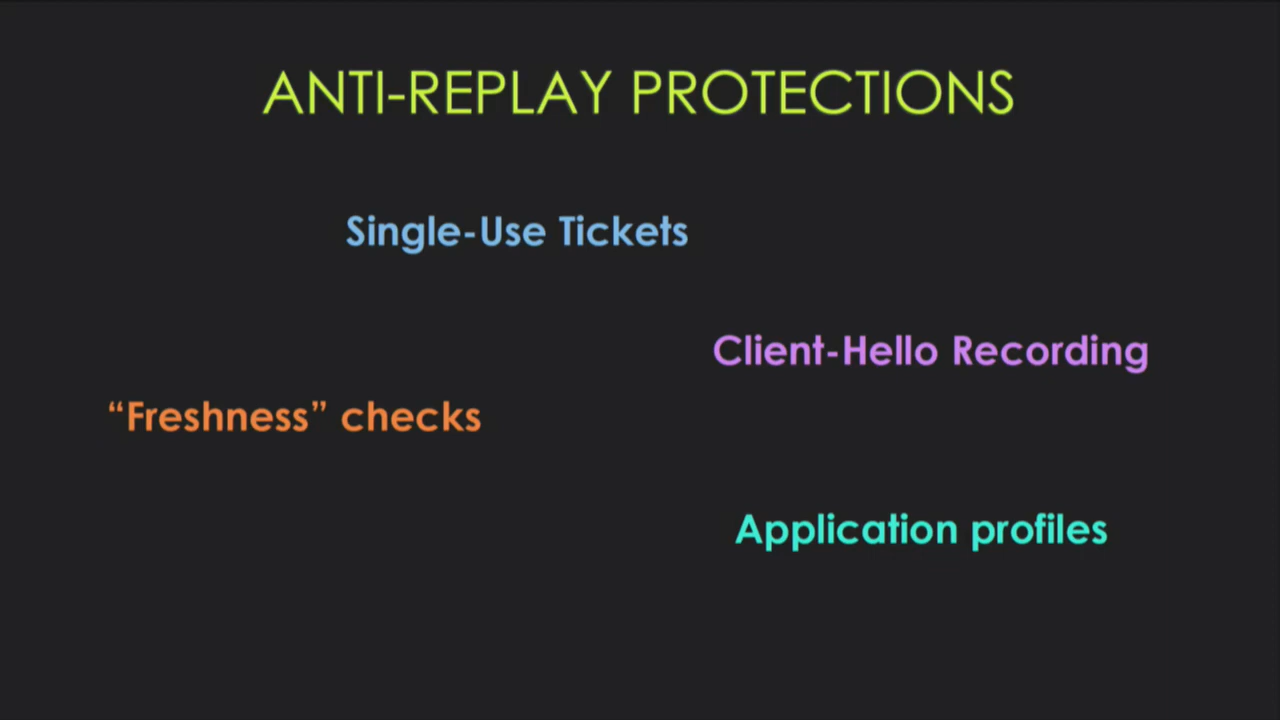 ANTI-REPLAY PROTECTIONS
Single-Use Tickets
Client-Hello Recording
“Freshness” checks
Application profiles